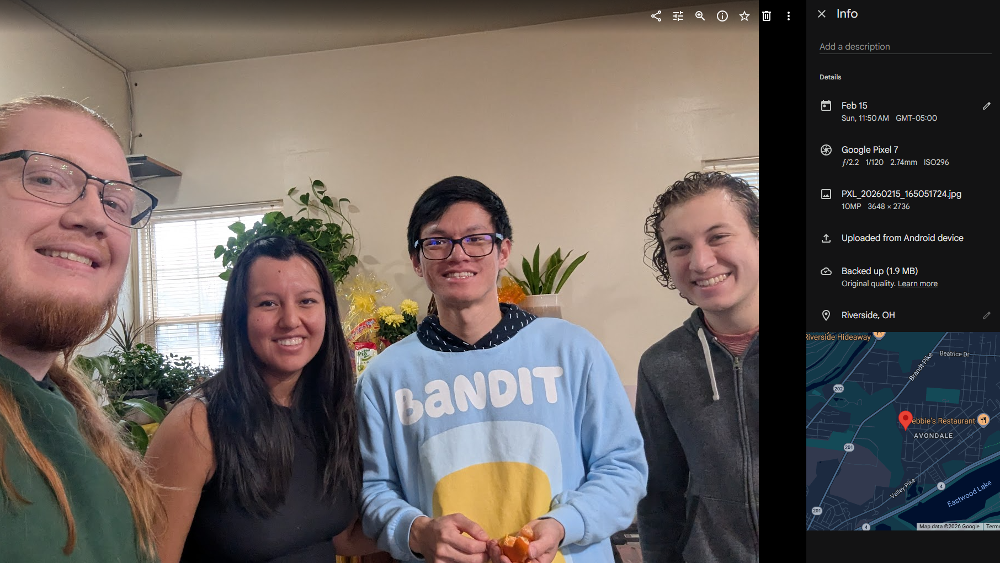 Info
Add a description
Details
Feb 15
Sun, 11:50 AM GMT-05:00
Google Pixel 7
ƒ/2.2 1/120 2.74mm ISO296
PXL_20260215_165051724.jpg
10MP 3648 × 2736
Uploaded from Android device
Backed up (1.9 MB)
Original quality. Learn more
Riverside, OH
Riverside Hideaway
Beatrice Dr
Brandt Pike
202
ebbie's Restaurant
AVONDALE
201
4
Valley Pike
Eastwood Lake
201
4
Map data ©2026 Google
Terms
BaNDIT